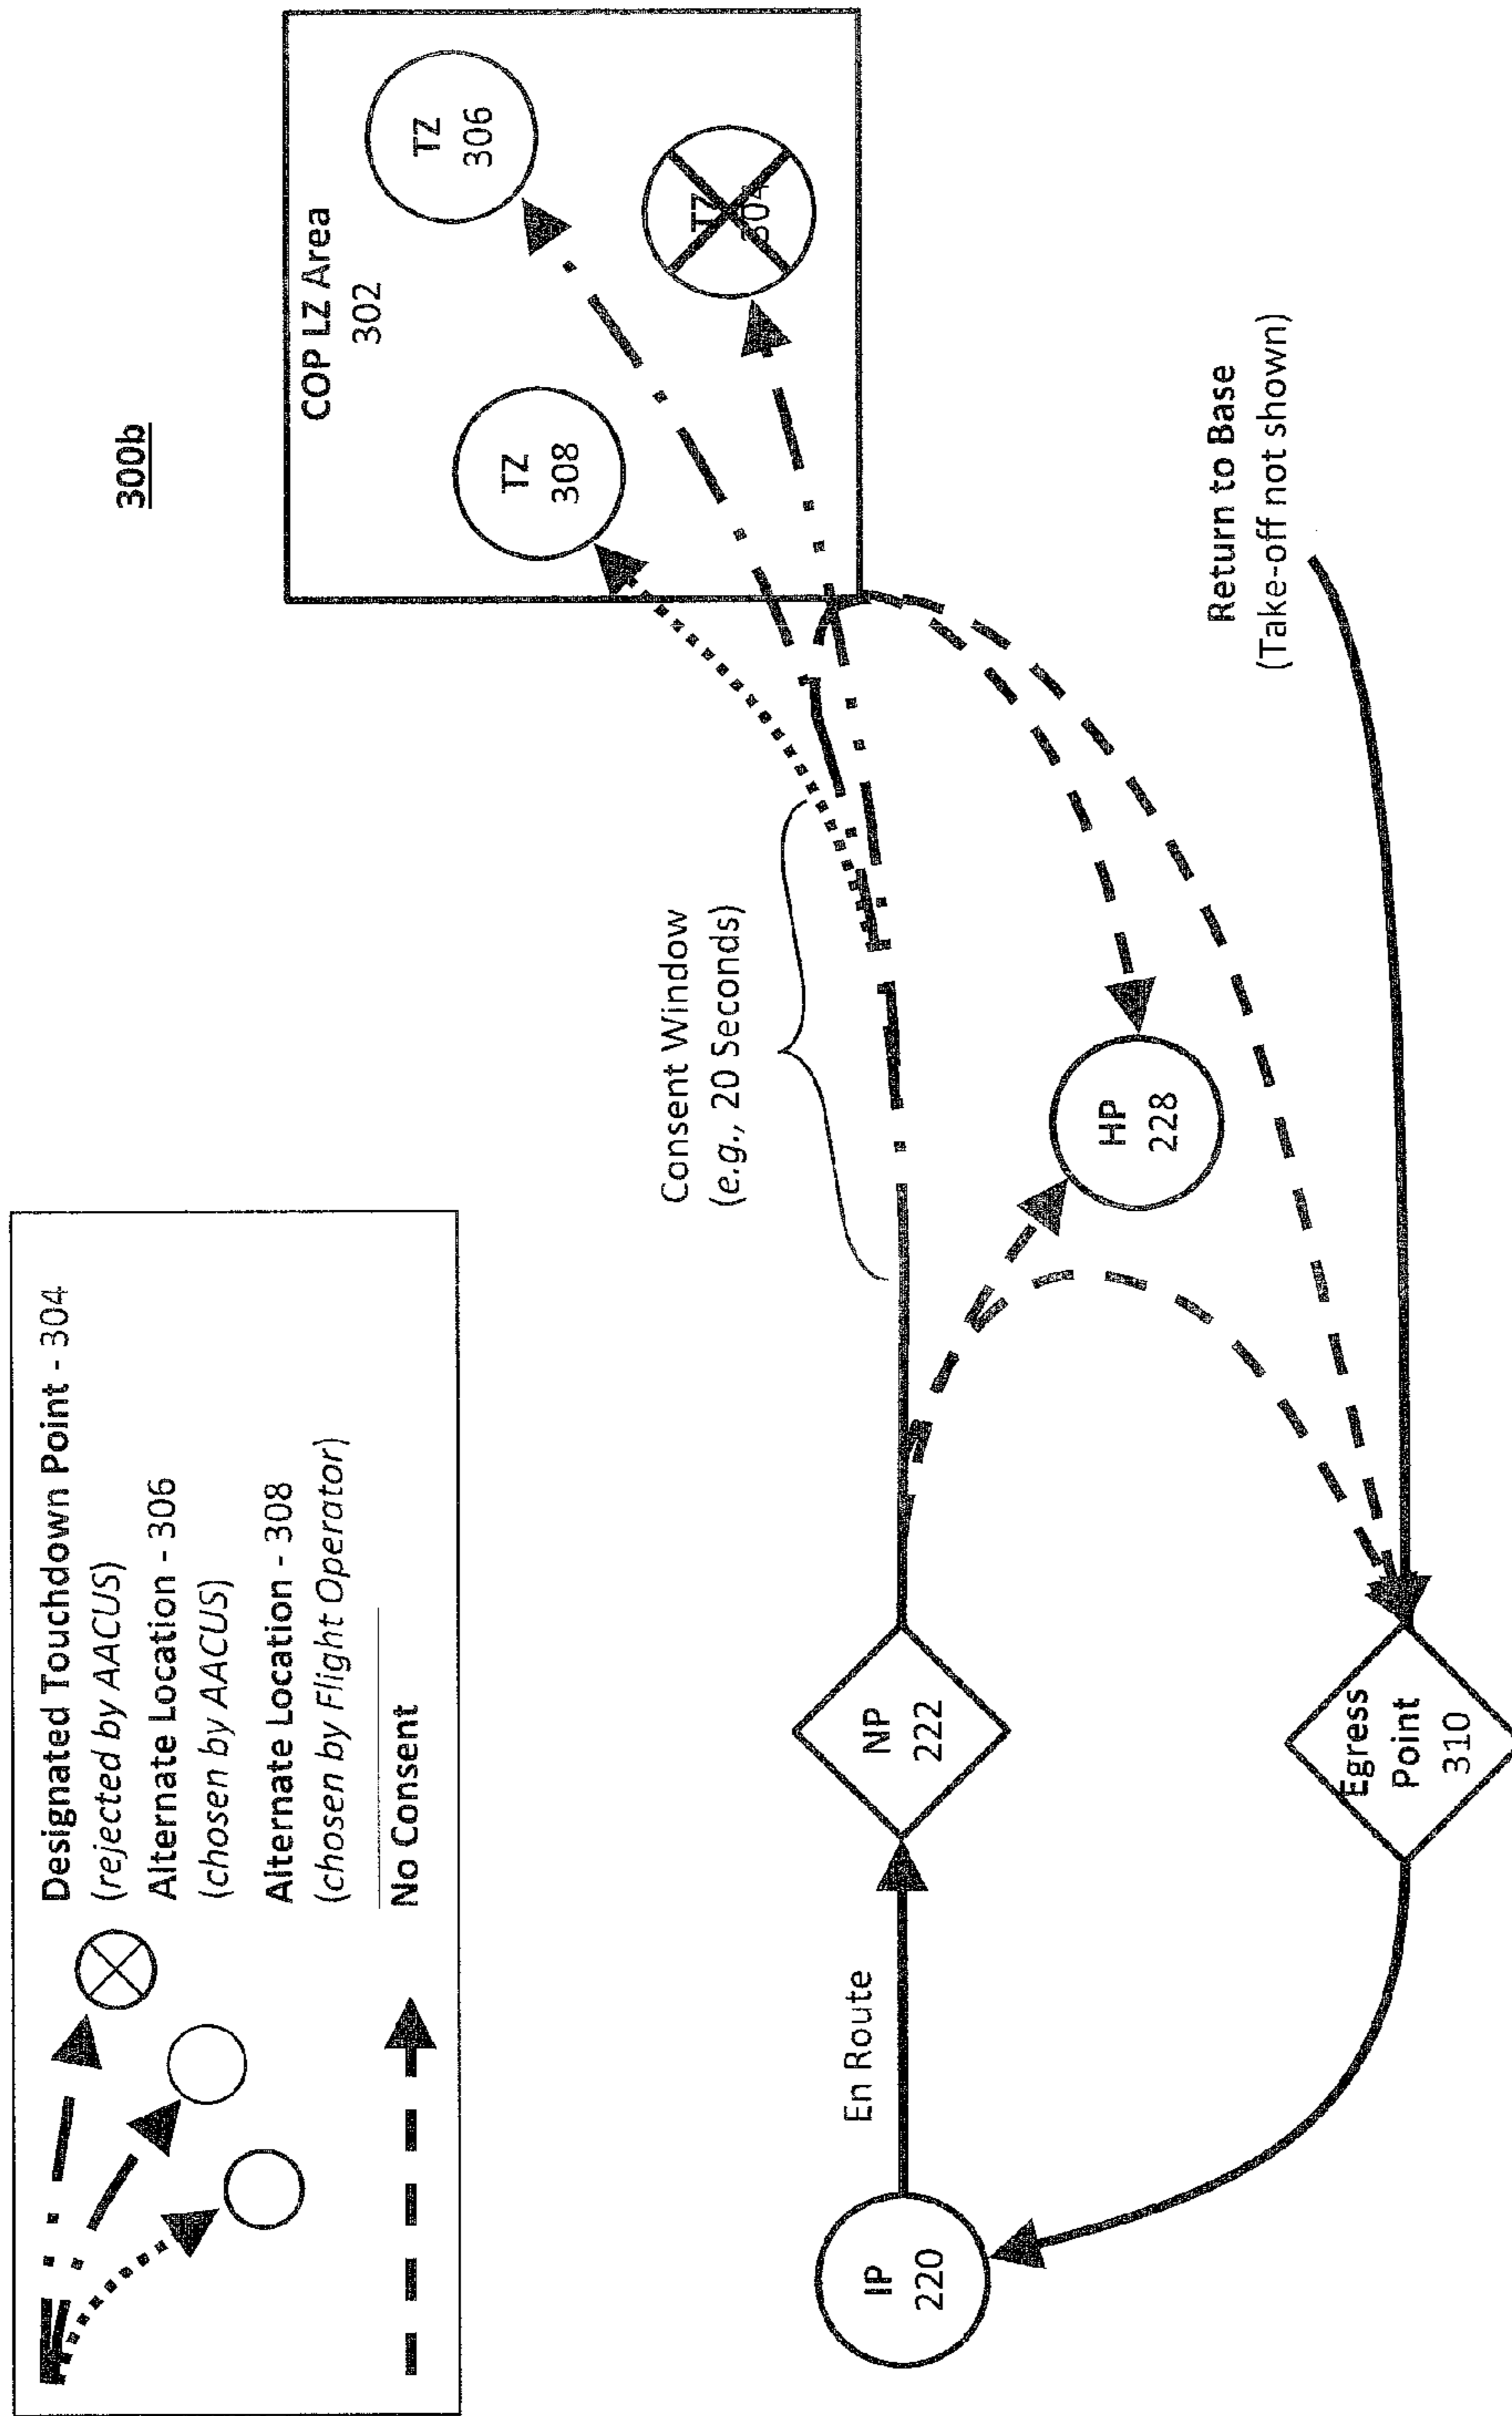 300b
Designated Touchdown Point - 304
(rejected by AACUS)
Alternate Location - 306
(chosen by AACUS)
Alternate Location - 308
(chosen by Flight Operator)
No Consent
COP LZ Area
302
TZ
308
TZ
306
TZ
304
Consent Window
(e.g., 20 Seconds)
En Route
IP
220
NP
222
HP
228
Egress
Point
310
Return to Base
(Take-off not shown)